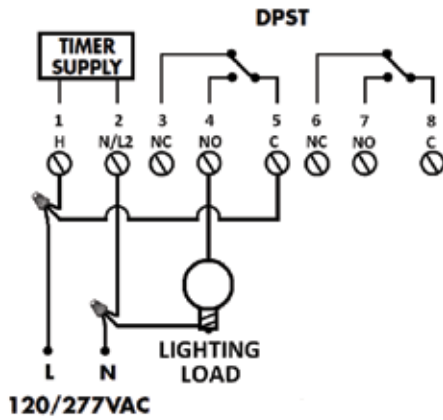 DPST
TIMER
SUPPLY
1 2 3 4 5 6 7 8
H N/L2 NC NO C NC NO C
LIGHTING
LOAD
L N
120/277VAC